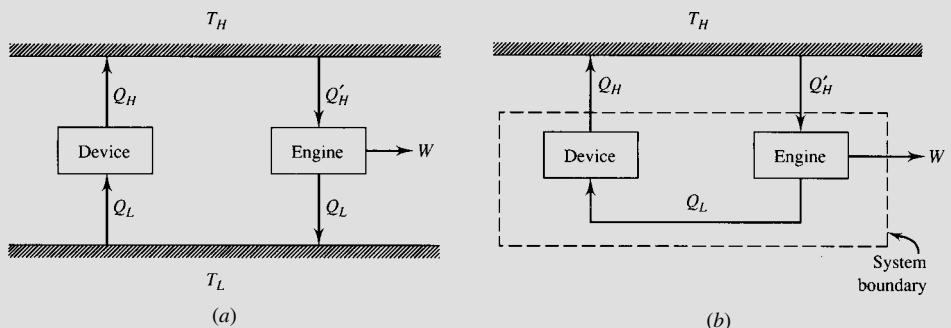 T_H
Q_H
Q'_H
Device
Engine
W
Q_L
Q_L
T_L
(a)
T_H
Q_H
Q'_H
Device
Engine
W
Q_L
System
boundary
(b)